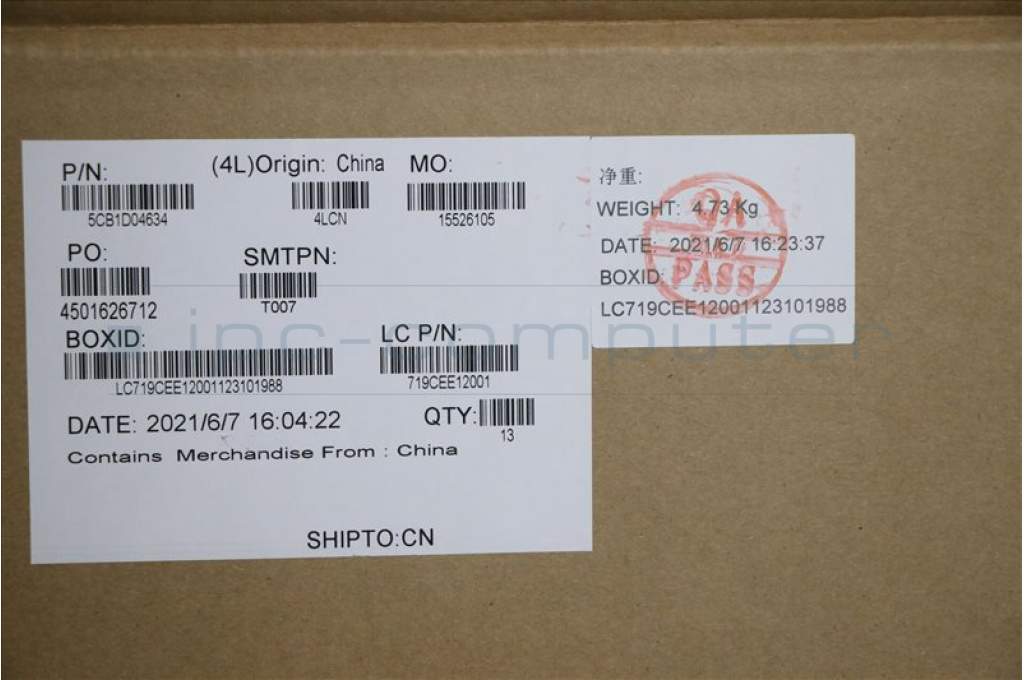 P/N: (4L)Origin: China MO:
5CB1D04634 4LCN 15526105
PO: SMTPN:
4501626712 T007
BOXID: LC P/N:
LC719CEE12001123101988 719CEE12001
DATE: 2021/6/7 16:04:22 QTY:
13
Contains Merchandise From : China
SHIPTO:CN
净重:
WEIGHT: 4.73 Kg
DATE: 2021/6/7 16:23:37
BOXID:
LC719CEE12001123101988
QA
PASS
inc-computer